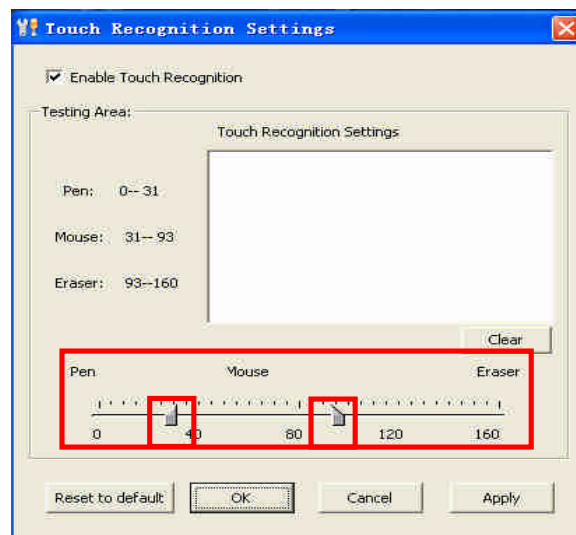 Touch Recognition Settings
Enable Touch Recognition
Testing Area:
Touch Recognition Settings
Pen: 0-- 31
Mouse: 31-- 93
Eraser: 93--160
Clear
Pen Mouse Eraser
0 40 80 120 160
Reset to default OK Cancel Apply